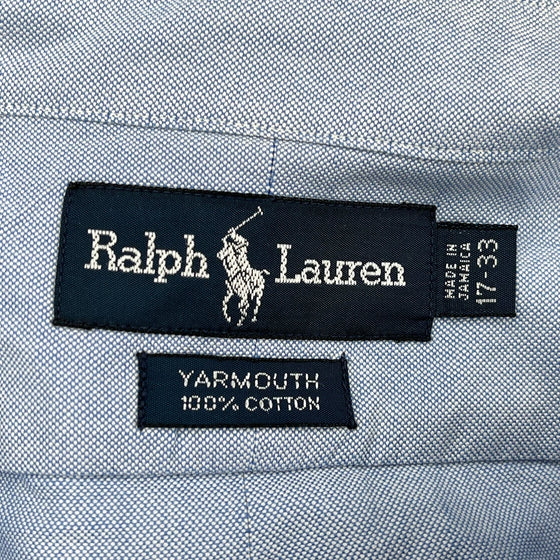 Ralph Lauren
MADE IN
JAMAICA
17-33
YARMOUTH
100% COTTON